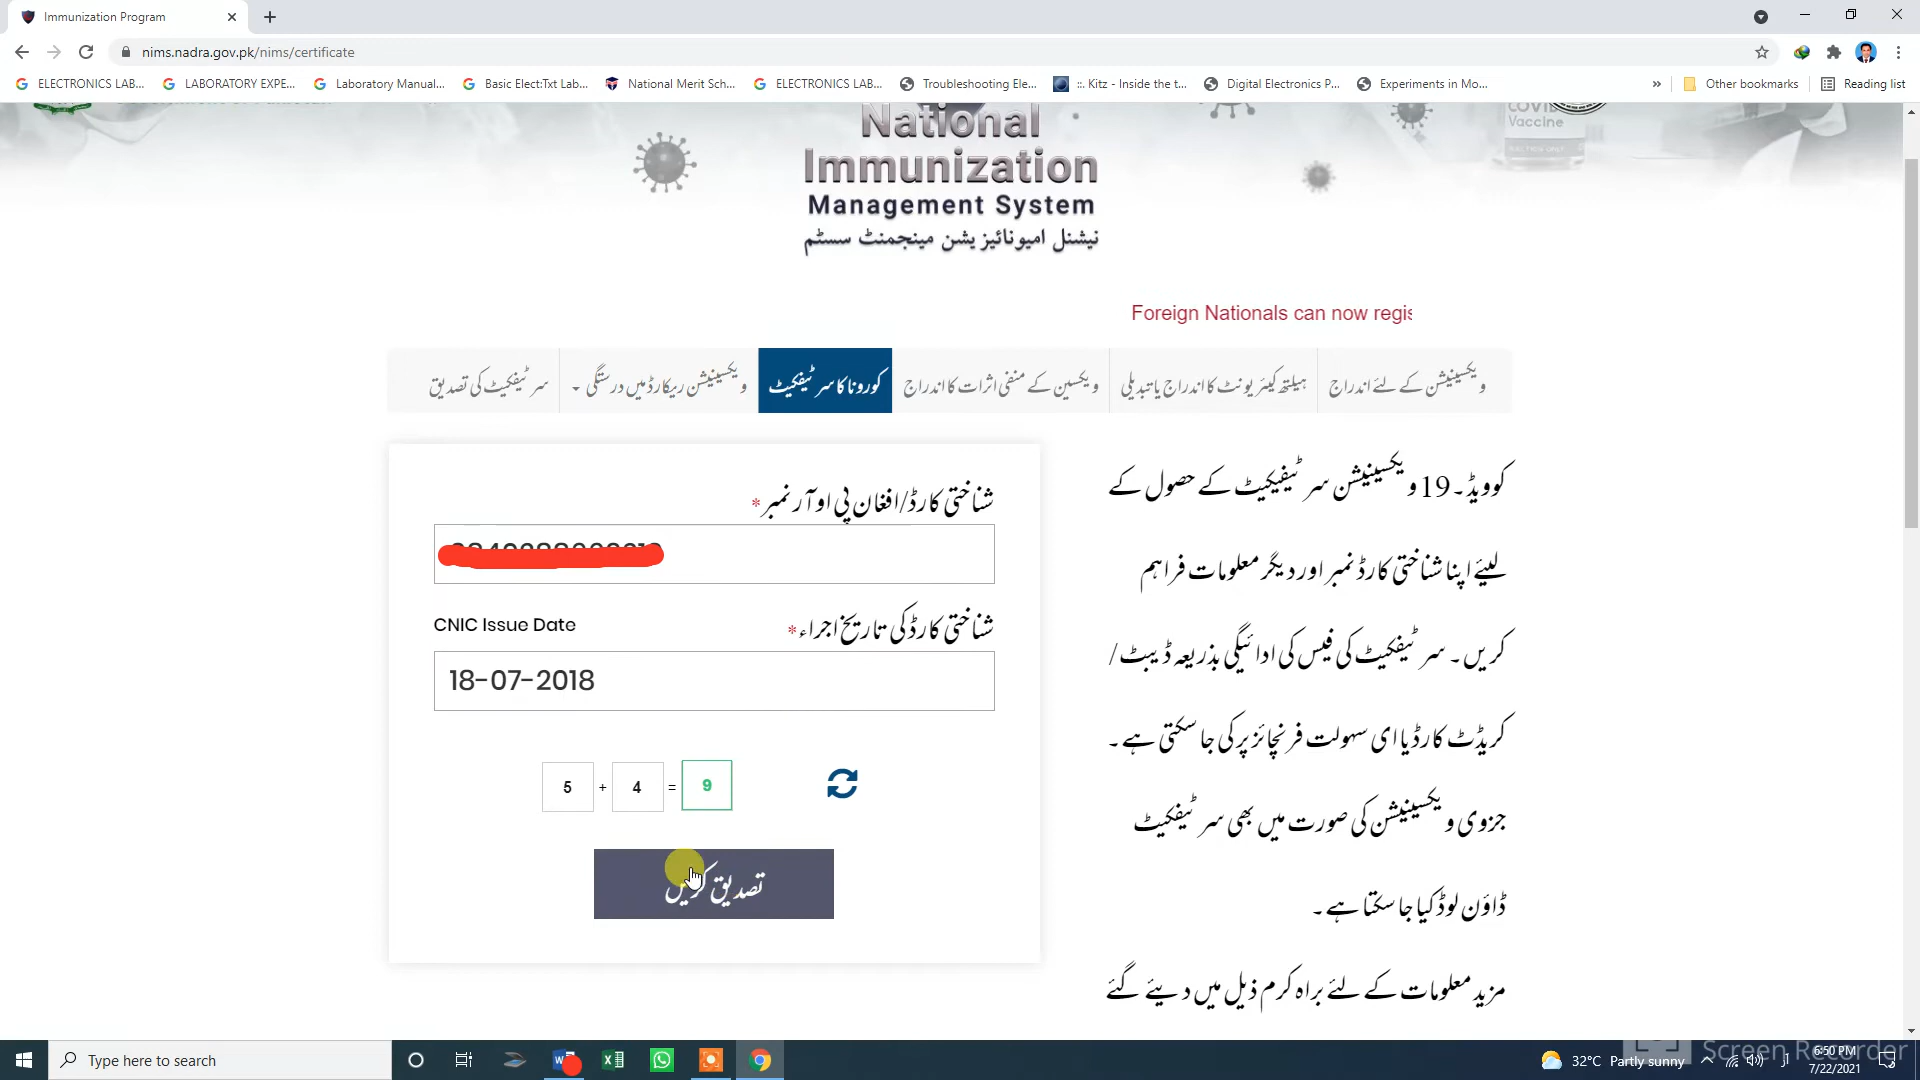 Immunization Program
nims.nadra.gov.pk/nims/certificate
ELECTRONICS LAB...
LABORATORY EXPE...
Laboratory Manual...
Basic Elect:Txt Lab...
National Merit Sch...
ELECTRONICS LAB...
Troubleshooting Ele...
::. Kitz - Inside the t...
Digital Electronics P...
Experiments in Mo...
»
Other bookmarks
Reading list
COVID
Vaccine
National
Immunization
Management System
نیشنل امیونائیزیشن مینجمنٹ سسٹم
Foreign Nationals can now regis
ویکسینیشن کے لئے اندراج
ہیلتھ کیئر یونٹ کا اندراج یا تبدیلی
ویکسین کے منفی اثرات کا اندراج
کورونا کا سرٹیفکیٹ
ویکسینیشن ریکارڈ میں درستگی
سرٹیفکیٹ کی تصدیق
شناختی کارڈ/افغان پی او آر نمبر*
CNIC Issue Date
شناختی کارڈ کی تاریخ اجراء*
18-07-2018
5 + 4 = 9
تصدیق کریں
کوویڈ۔19 ویکسینیشن سرٹیفیکیٹ کے حصول کے
لیئے اپنا شناختی کارڈ نمبر اور دیگر معلومات فراہم
کریں۔ سرٹیفکیٹ کی فیس کی ادائیگی بذریعہ ڈیبٹ/
کریڈٹ کارڈ یا ای سہولت فرنچائز پر کی جا سکتی ہے۔
جزوی ویکسینیشن کی صورت میں بھی سرٹیفکیٹ
ڈاؤن لوڈ کیا جا سکتا ہے۔
مزید معلومات کے لئے براہ کرم ذیل میں دیئے گئے
Type here to search
32°C Partly sunny
Screen Recorder
6:50 PM
7/22/2021